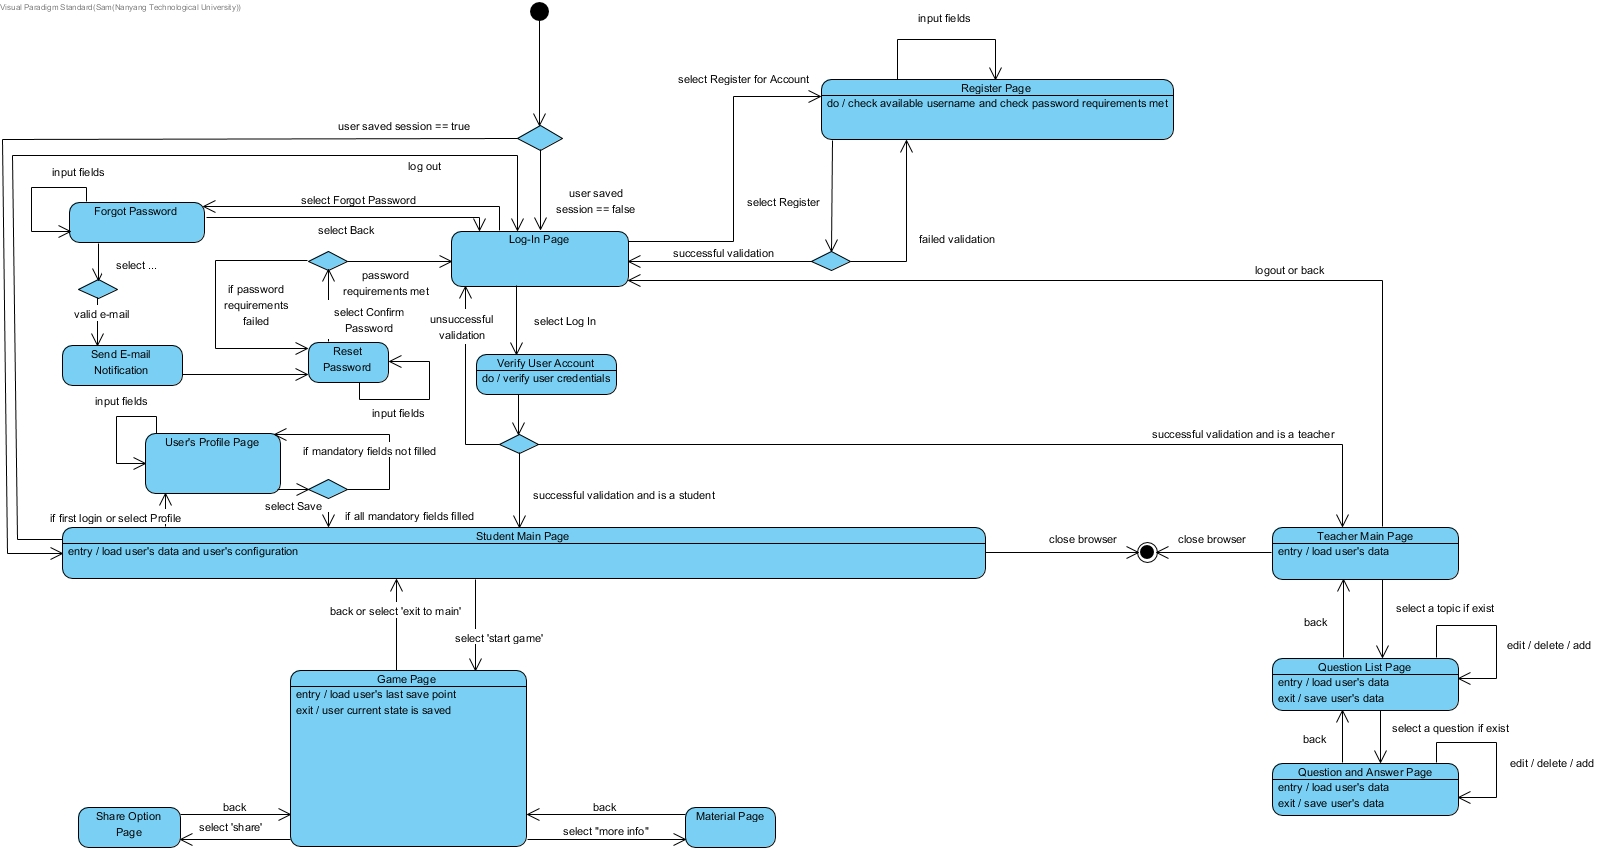 Visual Paradigm Standard(Sam(Nanyang Technological University))
input fields
select Register for Account
Register Page
do / check available username and check password requirements met
user saved session == true
log out
input fields
user saved
session == false
select Forgot Password
select Register
Forgot Password
select Back
Log-In Page
failed validation
successful validation
select ...
logout or back
password
requirements met
if password
requirements
failed
valid e-mail
select Confirm
Password
unsuccessful
validation
select Log In
Send E-mail
Notification
Reset
Password
Verify User Account
do / verify user credentials
input fields
input fields
User's Profile Page
if mandatory fields not filled
successful validation and is a teacher
successful validation and is a student
select Save
if first login or select Profile
if all mandatory fields filled
Student Main Page
entry / load user's data and user's configuration
close browser
close browser
Teacher Main Page
entry / load user's data
back or select 'exit to main'
select 'start game'
select a topic if exist
back
edit / delete / add
Question List Page
entry / load user's data
exit / save user's data
Game Page
entry / load user's last save point
exit / user current state is saved
select a question if exist
back
edit / delete / add
Question and Answer Page
entry / load user's data
exit / save user's data
back
back
Share Option
Page
select 'share'
select "more info"
Material Page